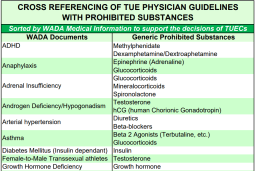 CROSS REFERENCING OF TUE PHYSICIAN GUIDELINES
WITH PROHIBITED SUBSTANCES
Sorted by WADA Medical Information to support the decisions of TUECs
WADA Documents Generic Prohibited Substances
ADHD Methylphenidate
Dexamphetamine/Dextroaphetamine
Anaphylaxis Epinephrine (Adrenaline)
Glucocorticoids
Adrenal Insufficiency Glucocorticoids
Mineralocorticoids
Spironolactone
Androgen Deficiency/Hypogonadism Testosterone
hCG (human Chorionic Gonadotropin)
Arterial hypertension Diuretics
Beta-blockers
Asthma Beta 2 Agonists (Terbutaline, etc.)
Glucocorticoids
Diabetes Mellitus (Insulin dependant) Insulin
Female-to-Male Transsexual athletes Testosterone
Growth Hormone Deficiency Growth hormone